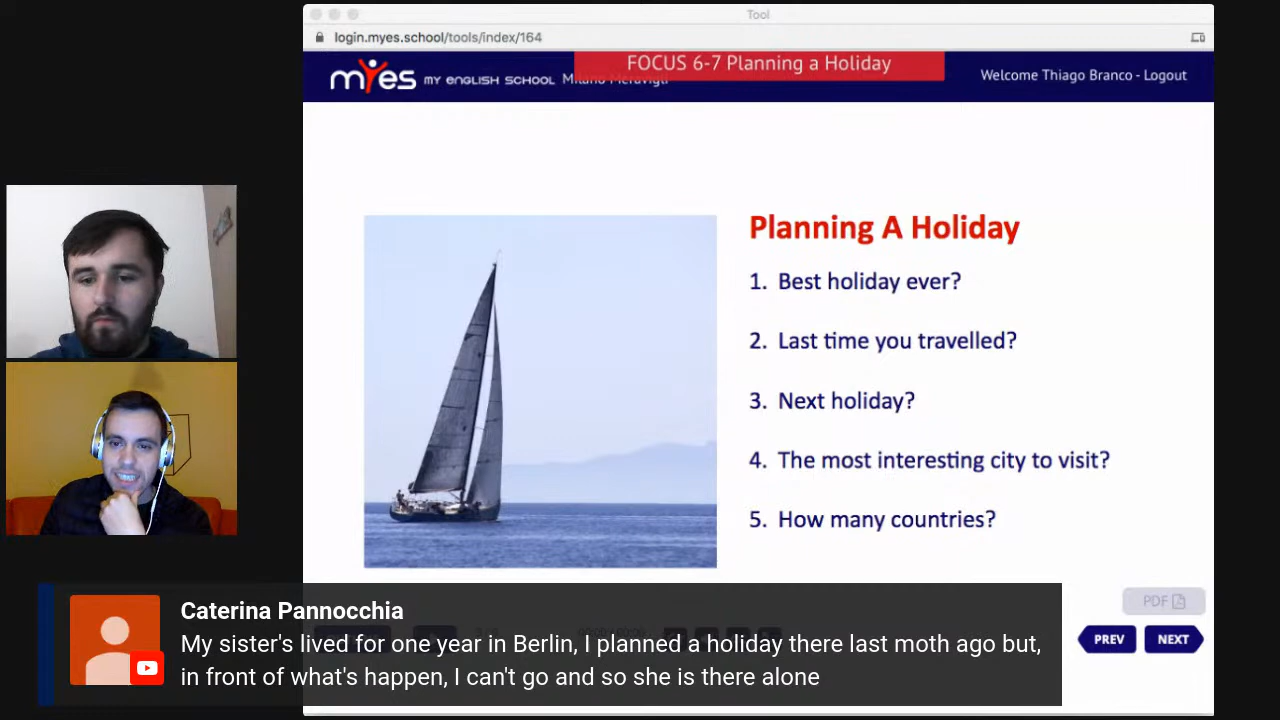 Tool
login.myes.school/tools/index/164
FOCUS 6-7 Planning a Holiday
myes MY ENGLISH SCHOOL Milano Meravigli
Welcome Thiago Branco - Logout
Planning A Holiday
1. Best holiday ever?
2. Last time you travelled?
3. Next holiday?
4. The most interesting city to visit?
5. How many countries?
PDF
PREV NEXT
Caterina Pannocchia
My sister's lived for one year in Berlin, I planned a holiday there last moth ago but,
in front of what's happen, I can't go and so she is there alone